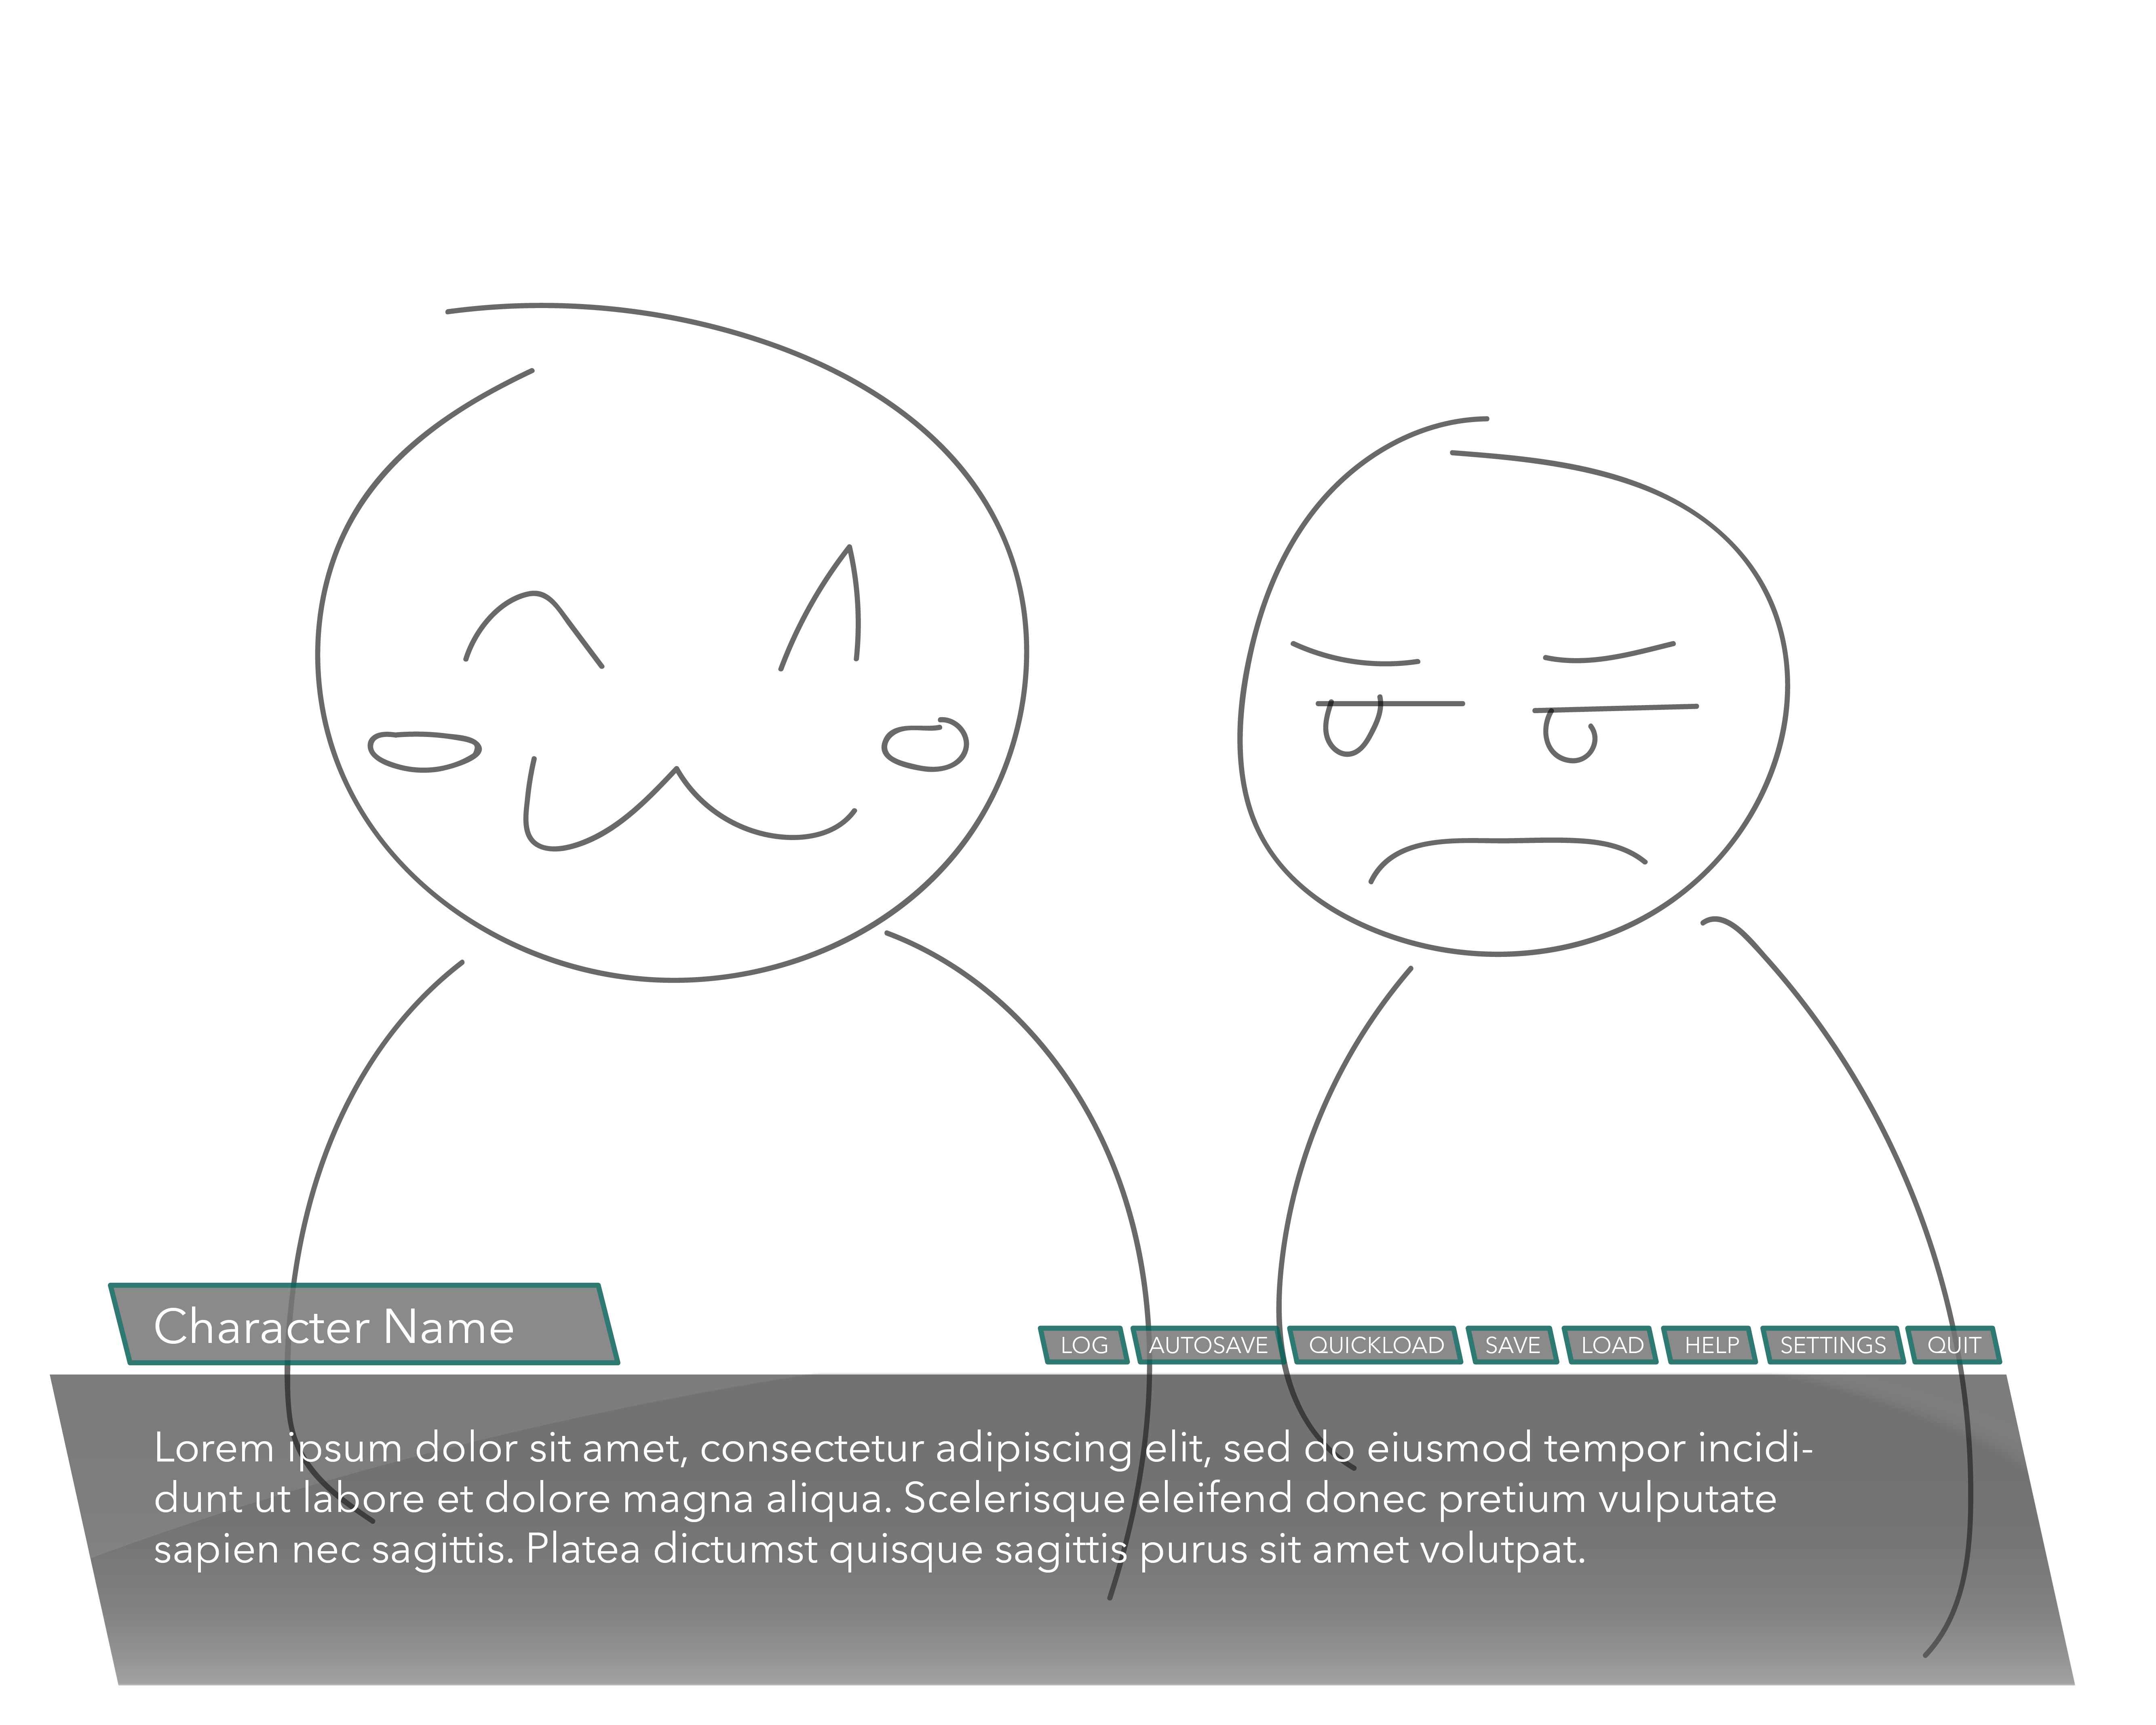 Character Name
LOG AUTOSAVE QUICKLOAD SAVE LOAD HELP SETTINGS QUIT
Lorem ipsum dolor sit amet, consectetur adipiscing elit, sed do eiusmod tempor incidi-
dunt ut labore et dolore magna aliqua. Scelerisque eleifend donec pretium vulputate
sapien nec sagittis. Platea dictumst quisque sagittis purus sit amet volutpat.